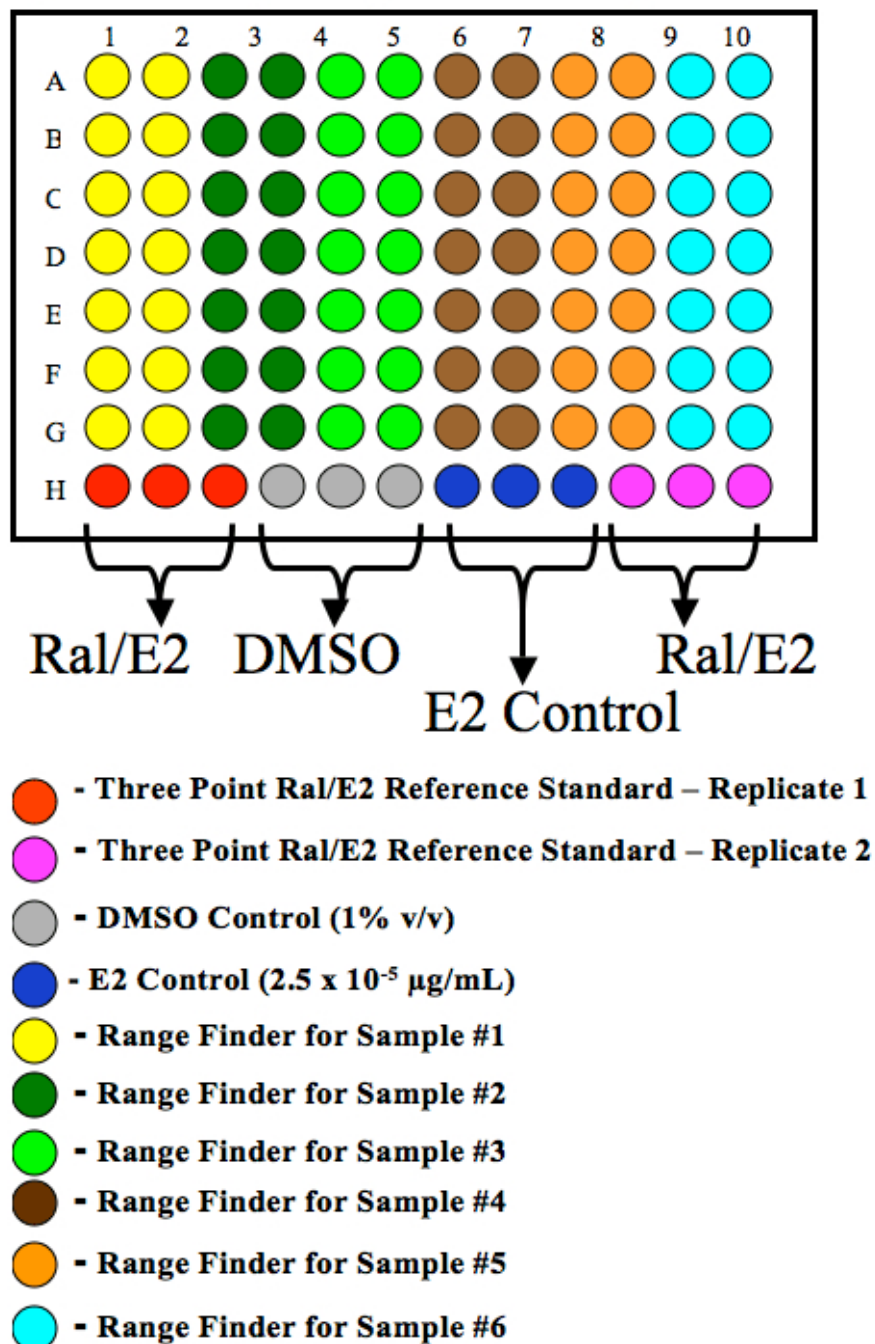 1 2 3 4 5 6 7 8 9 10
A
B
C
D
E
F
G
H
Ral/E2 DMSO Ral/E2
E2 Control
- Three Point Ral/E2 Reference Standard – Replicate 1
- Three Point Ral/E2 Reference Standard – Replicate 2
- DMSO Control (1% v/v)
- E2 Control (2.5 x 10⁻⁵ µg/mL)
- Range Finder for Sample #1
- Range Finder for Sample #2
- Range Finder for Sample #3
- Range Finder for Sample #4
- Range Finder for Sample #5
- Range Finder for Sample #6